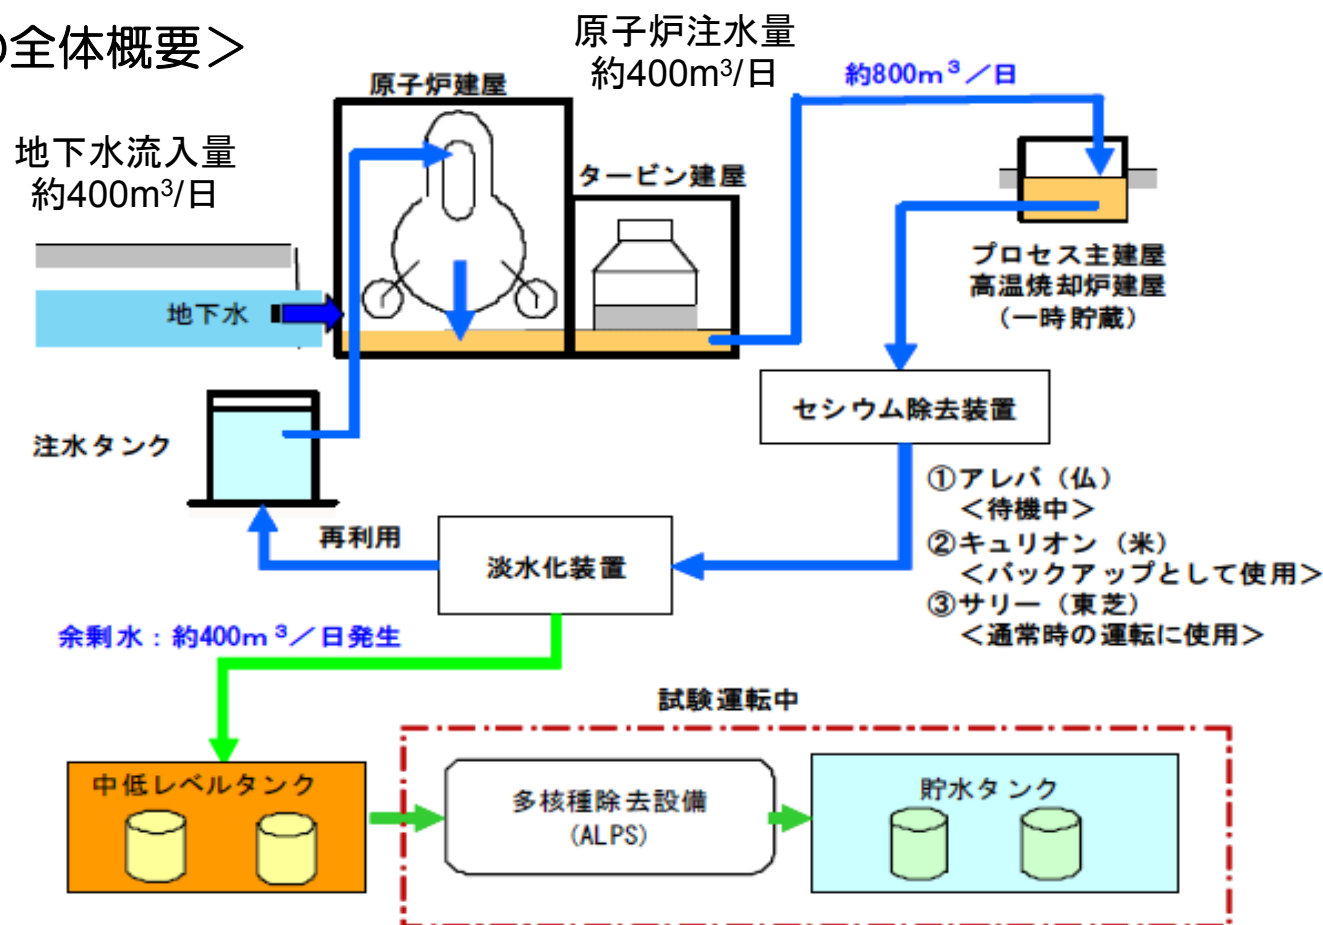 の全体概要＞
原子炉注水量
約400m³/日
約800ｍ³／日
原子炉建屋
地下水流入量
約400m³/日
タービン建屋
プロセス主建屋
高温焼却炉建屋
（一時貯蔵）
地下水
セシウム除去装置
注水タンク
①アレバ（仏）
＜待機中＞
②キュリオン（米）
＜バックアップとして使用＞
③サリー（東芝）
＜通常時の運転に使用＞
再利用
淡水化装置
余剰水：約400ｍ³／日発生
試験運転中
中低レベルタンク
多核種除去設備
(ALPS)
貯水タンク